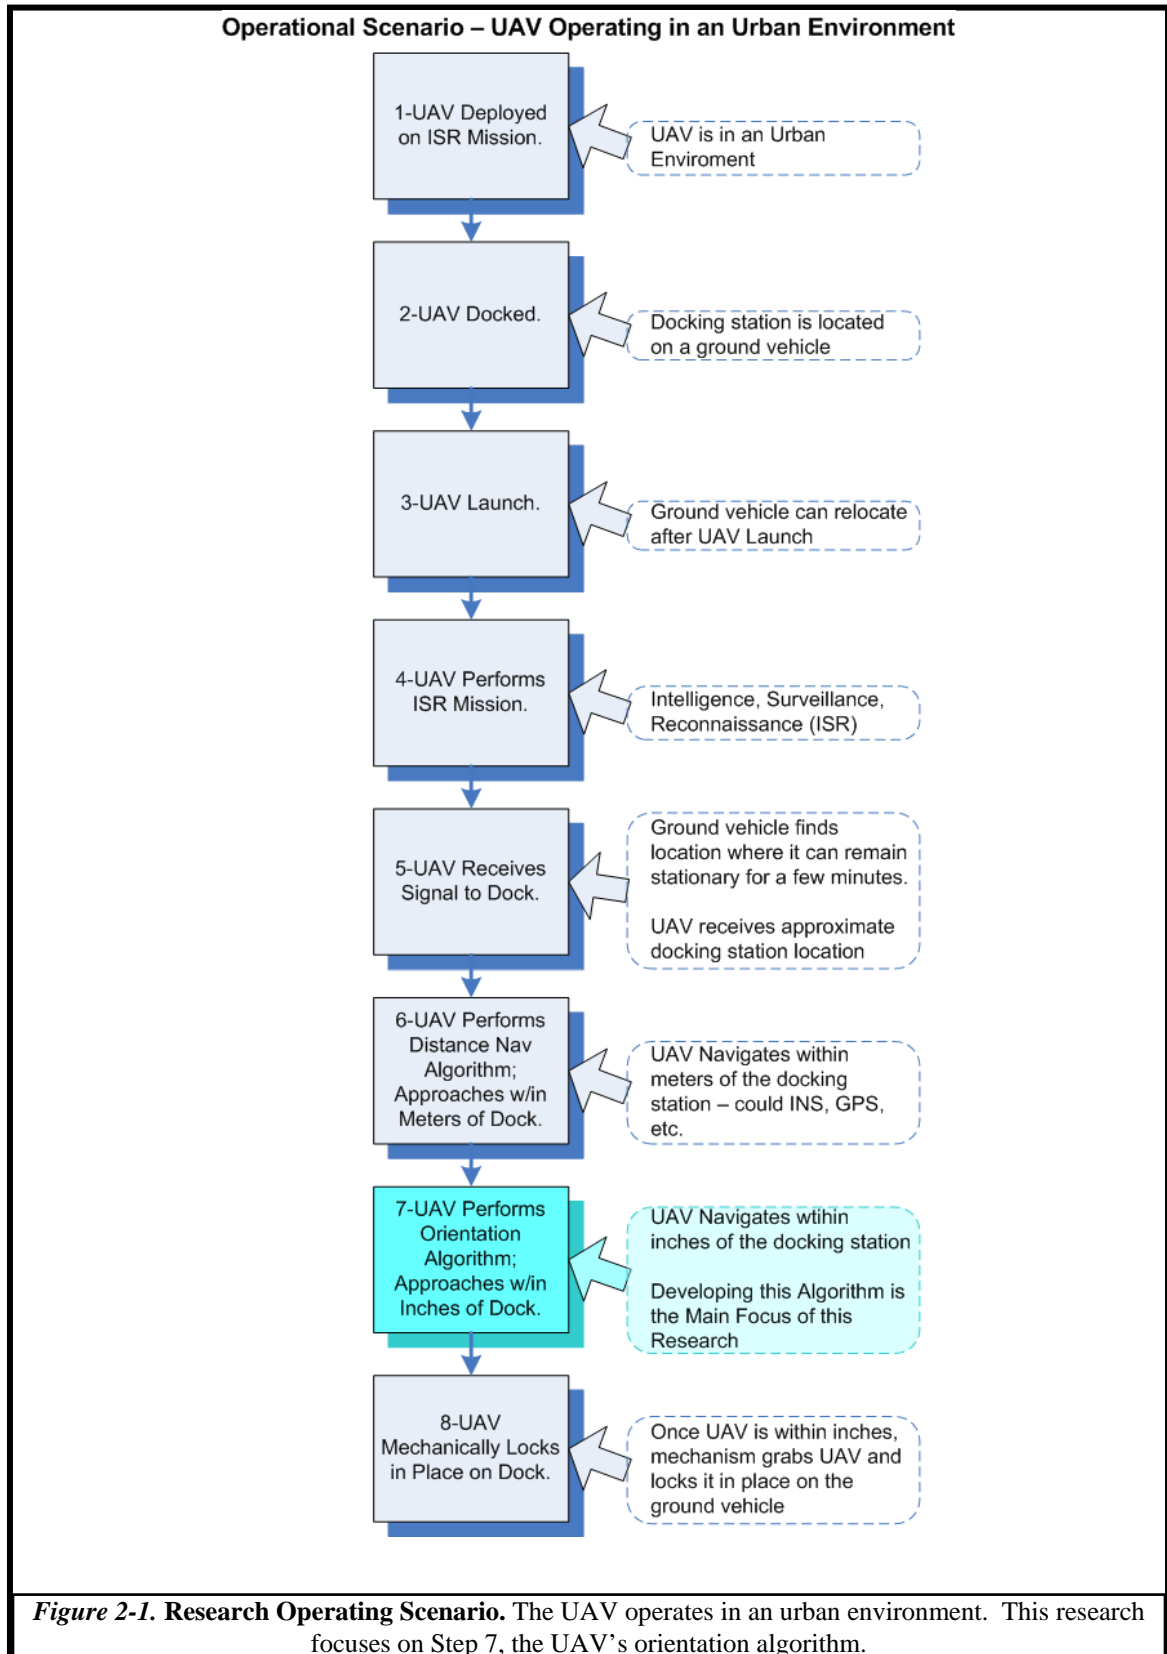 Operational Scenario – UAV Operating in an Urban Environment
1-UAV Deployed
on ISR Mission.
UAV is in an Urban
Enviroment
2-UAV Docked.
Docking station is located
on a ground vehicle
3-UAV Launch.
Ground vehicle can relocate
after UAV Launch
4-UAV Performs
ISR Mission.
Intelligence, Surveillance,
Reconnaissance (ISR)
5-UAV Receives
Signal to Dock.
Ground vehicle finds
location where it can remain
stationary for a few minutes.
UAV receives approximate
docking station location
6-UAV Performs
Distance Nav
Algorithm;
Approaches w/in
Meters of Dock.
UAV Navigates within
meters of the docking
station – could INS, GPS,
etc.
7-UAV Performs
Orientation
Algorithm;
Approaches w/in
Inches of Dock.
UAV Navigates wtihin
inches of the docking station
Developing this Algorithm is
the Main Focus of this
Research
8-UAV
Mechanically Locks
in Place on Dock.
Once UAV is within inches,
mechanism grabs UAV and
locks it in place on the
ground vehicle
Figure 2-1. Research Operating Scenario. The UAV operates in an urban environment. This research
focuses on Step 7, the UAV's orientation algorithm.